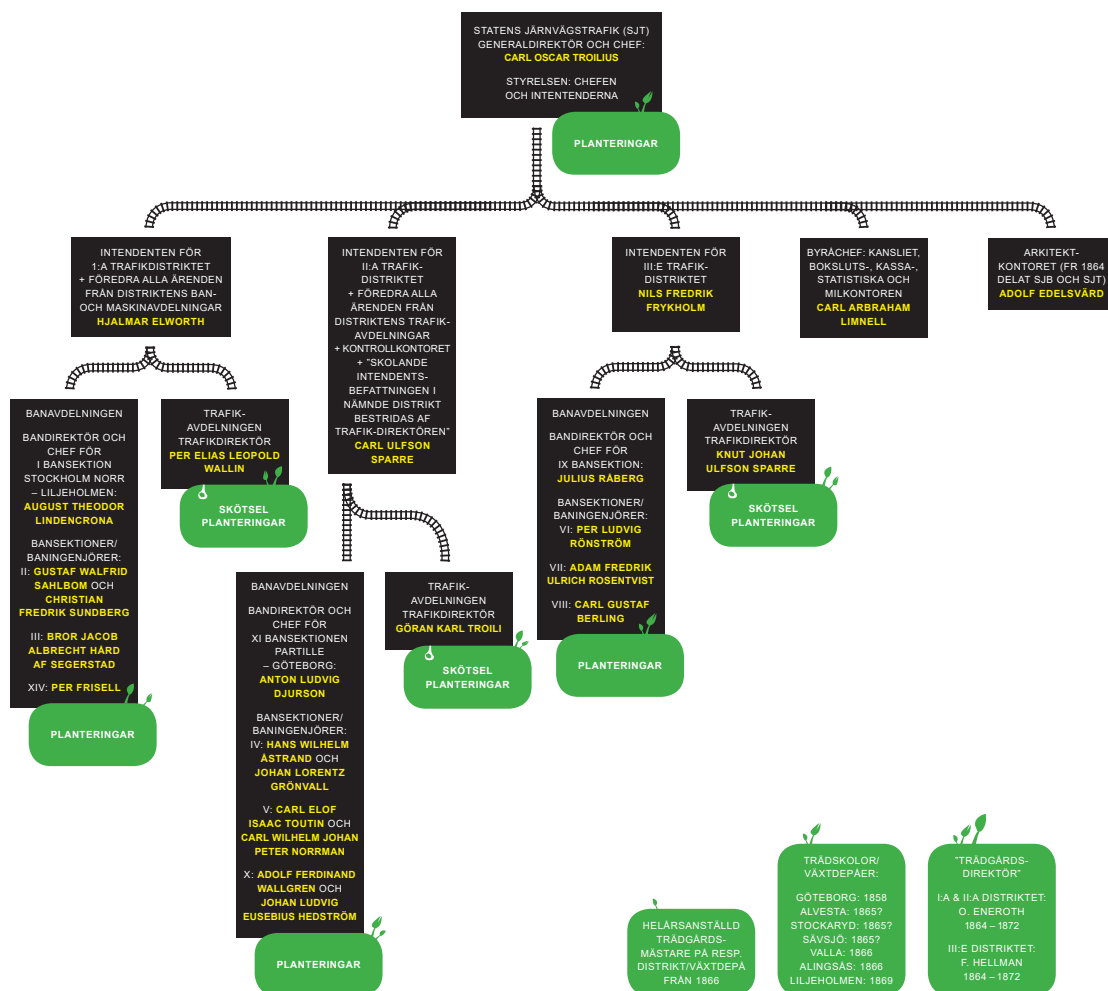 STATENS JÄRNVÄGSTRAFIK (SJT)
GENERALDIREKTÖR OCH CHEF:
CARL OSCAR TROILIUS
STYRELSEN: CHEFEN
OCH INTENTENDERNA
PLANTERINGAR
INTENDENTEN FÖR
1:A TRAFIKDISTRIKTET
+ FÖREDRA ALLA ÄRENDEN
FRÅN DISTRIKTENS BAN-
OCH MASKINAVDELNINGAR
HJALMAR ELWORTH
INTENDENTEN FÖR
II:A TRAFIK-
DISTRIKTET
+ FÖREDRA ALLA
ÄRENDEN FRÅN
DISTRIKTENS TRAFIK-
AVDELNINGAR
+ KONTROLLKONTORET
+ "SKOLANDE
INTENDENTS-
BEFATTNINGEN I
NÄMNDE DISTRIKT
BESTRIDAS AF
TRAFIK-DIREKTÖREN"
CARL ULFSON
SPARRE
INTENDENTEN FÖR
III:E TRAFIK-
DISTRIKTET
NILS FREDRIK
FRYKHOLM
BYRÅCHEF: KANSLIET,
BOKSLUTS-, KASSA-,
STATISTISKA OCH
MILKONTOREN
CARL ARBRAHAM
LIMNELL
ARKITEKT-
KONTORET (FR 1864
DELAT SJB OCH SJT)
ADOLF EDELSVÄRD
BANAVDELNINGEN
BANDIREKTÖR OCH
CHEF FÖR
I BANSEKTION
STOCKHOLM NORR
– LILJEHOLMEN:
AUGUST THEODOR
LINDENCRONA
BANSEKTIONER/
BANINGENJÖRER:
II: GUSTAF WALFRID
SAHLBOM OCH
CHRISTIAN
FREDRIK SUNDBERG
III: BROR JACOB
ALBRECHT HÅRD
AF SEGERSTAD
XIV: PER FRISELL
PLANTERINGAR
TRAFIK-
AVDELNINGEN
TRAFIKDIREKTÖR
PER ELIAS LEOPOLD
WALLIN
SKÖTSEL
PLANTERINGAR
BANAVDELNINGEN
BANDIREKTÖR OCH
CHEF FÖR
XI BANSEKTIONEN
PARTILLE
– GÖTEBORG:
ANTON LUDVIG
DJURSON
BANSEKTIONER/
BANINGENJÖRER:
IV: HANS WILHELM
ÅSTRAND OCH
JOHAN LORENTZ
GRÖNVALL
V: CARL ELOF
ISAAC TOUTIN OCH
CARL WILHELM JOHAN
PETER NORRMAN
X: ADOLF FERDINAND
WALLGREN OCH
JOHAN LUDVIG
EUSEBIUS HEDSTRÖM
PLANTERINGAR
TRAFIK-
AVDELNINGEN
TRAFIKDIREKTÖR
GÖRAN KARL TROILI
SKÖTSEL
PLANTERINGAR
BANAVDELNINGEN
BANDIREKTÖR OCH
CHEF FÖR
IX BANSEKTION:
JULIUS RÅBERG
BANSEKTIONER/
BANINGENJÖRER:
VI: PER LUDVIG
RÖNSTRÖM
VII: ADAM FREDRIK
ULRICH ROSENTVIST
VIII: CARL GUSTAF
BERLING
PLANTERINGAR
TRAFIK-
AVDELNINGEN
TRAFIKDIREKTÖR
KNUT JOHAN
ULFSON SPARRE
SKÖTSEL
PLANTERINGAR
HELÅRSANSTÄLLD
TRÄDGÅRDS-
MÄSTARE PÅ RESP.
DISTRIKT/VÄXTDEPÅ
FRÅN 1866
TRÄDSKOLOR/
VÄXTDEPÅER:
GÖTEBORG: 1858
ALVESTA: 1865?
STOCKARYD: 1865?
SÄVSJÖ: 1865?
VALLA: 1866
ALINGSÅS: 1866
LILJEHOLMEN: 1869
"TRÄDGÅRDS-
DIREKTÖR"
I:A & II:A DISTRIKTET:
O. ENEROTH
1864 – 1872
III:E DISTRIKTET:
F. HELLMAN
1864 – 1872